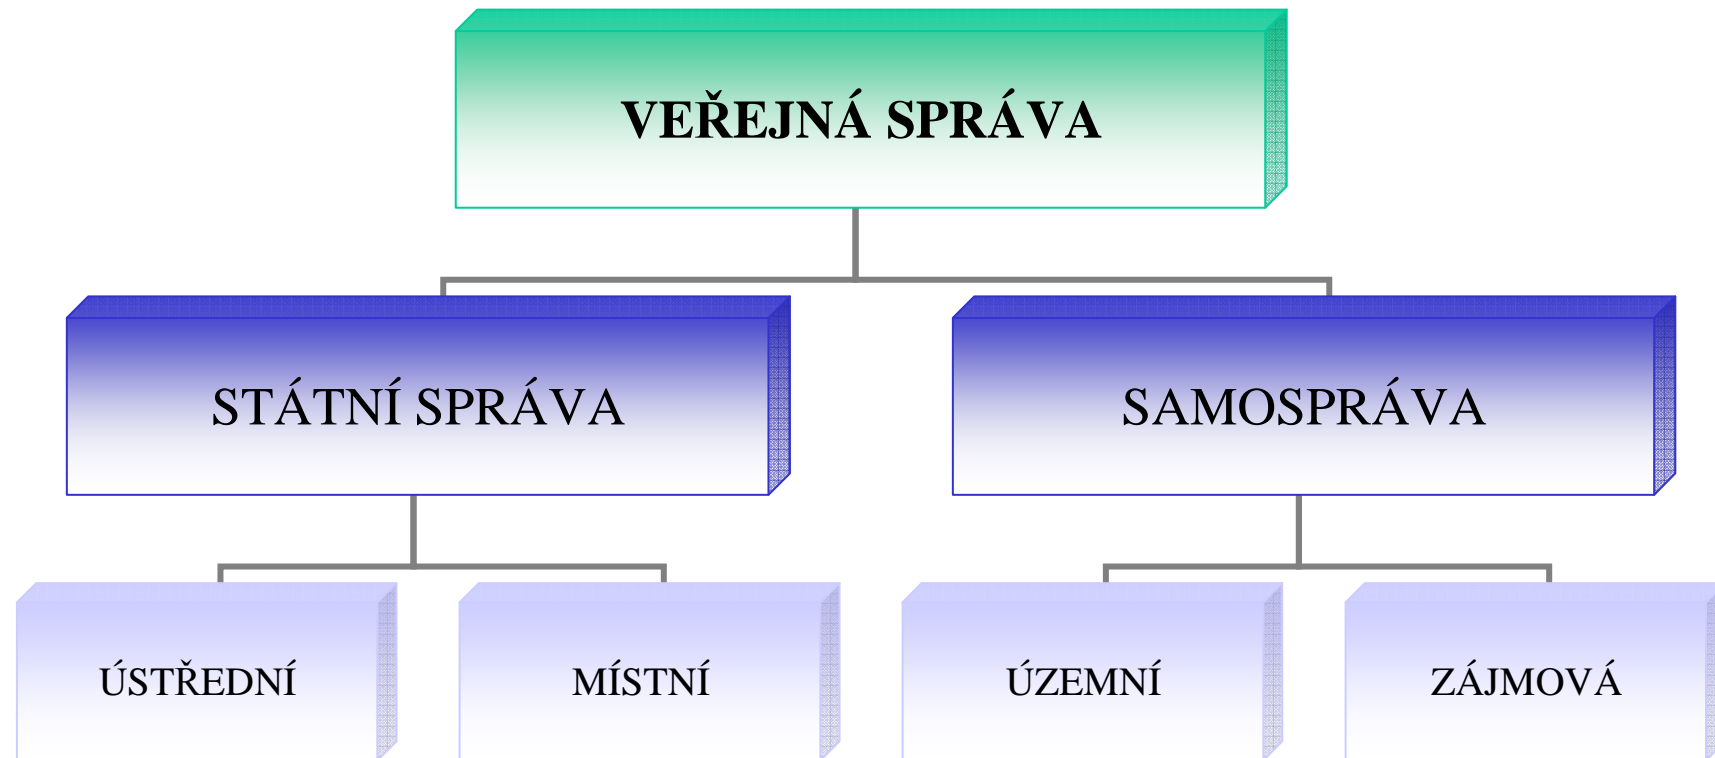 VEŘEJNÁ SPRÁVA
STÁTNÍ SPRÁVA
SAMOSPRÁVA
ÚSTŘEDNÍ
MÍSTNÍ
ÚZEMNÍ
ZÁJMOVÁ